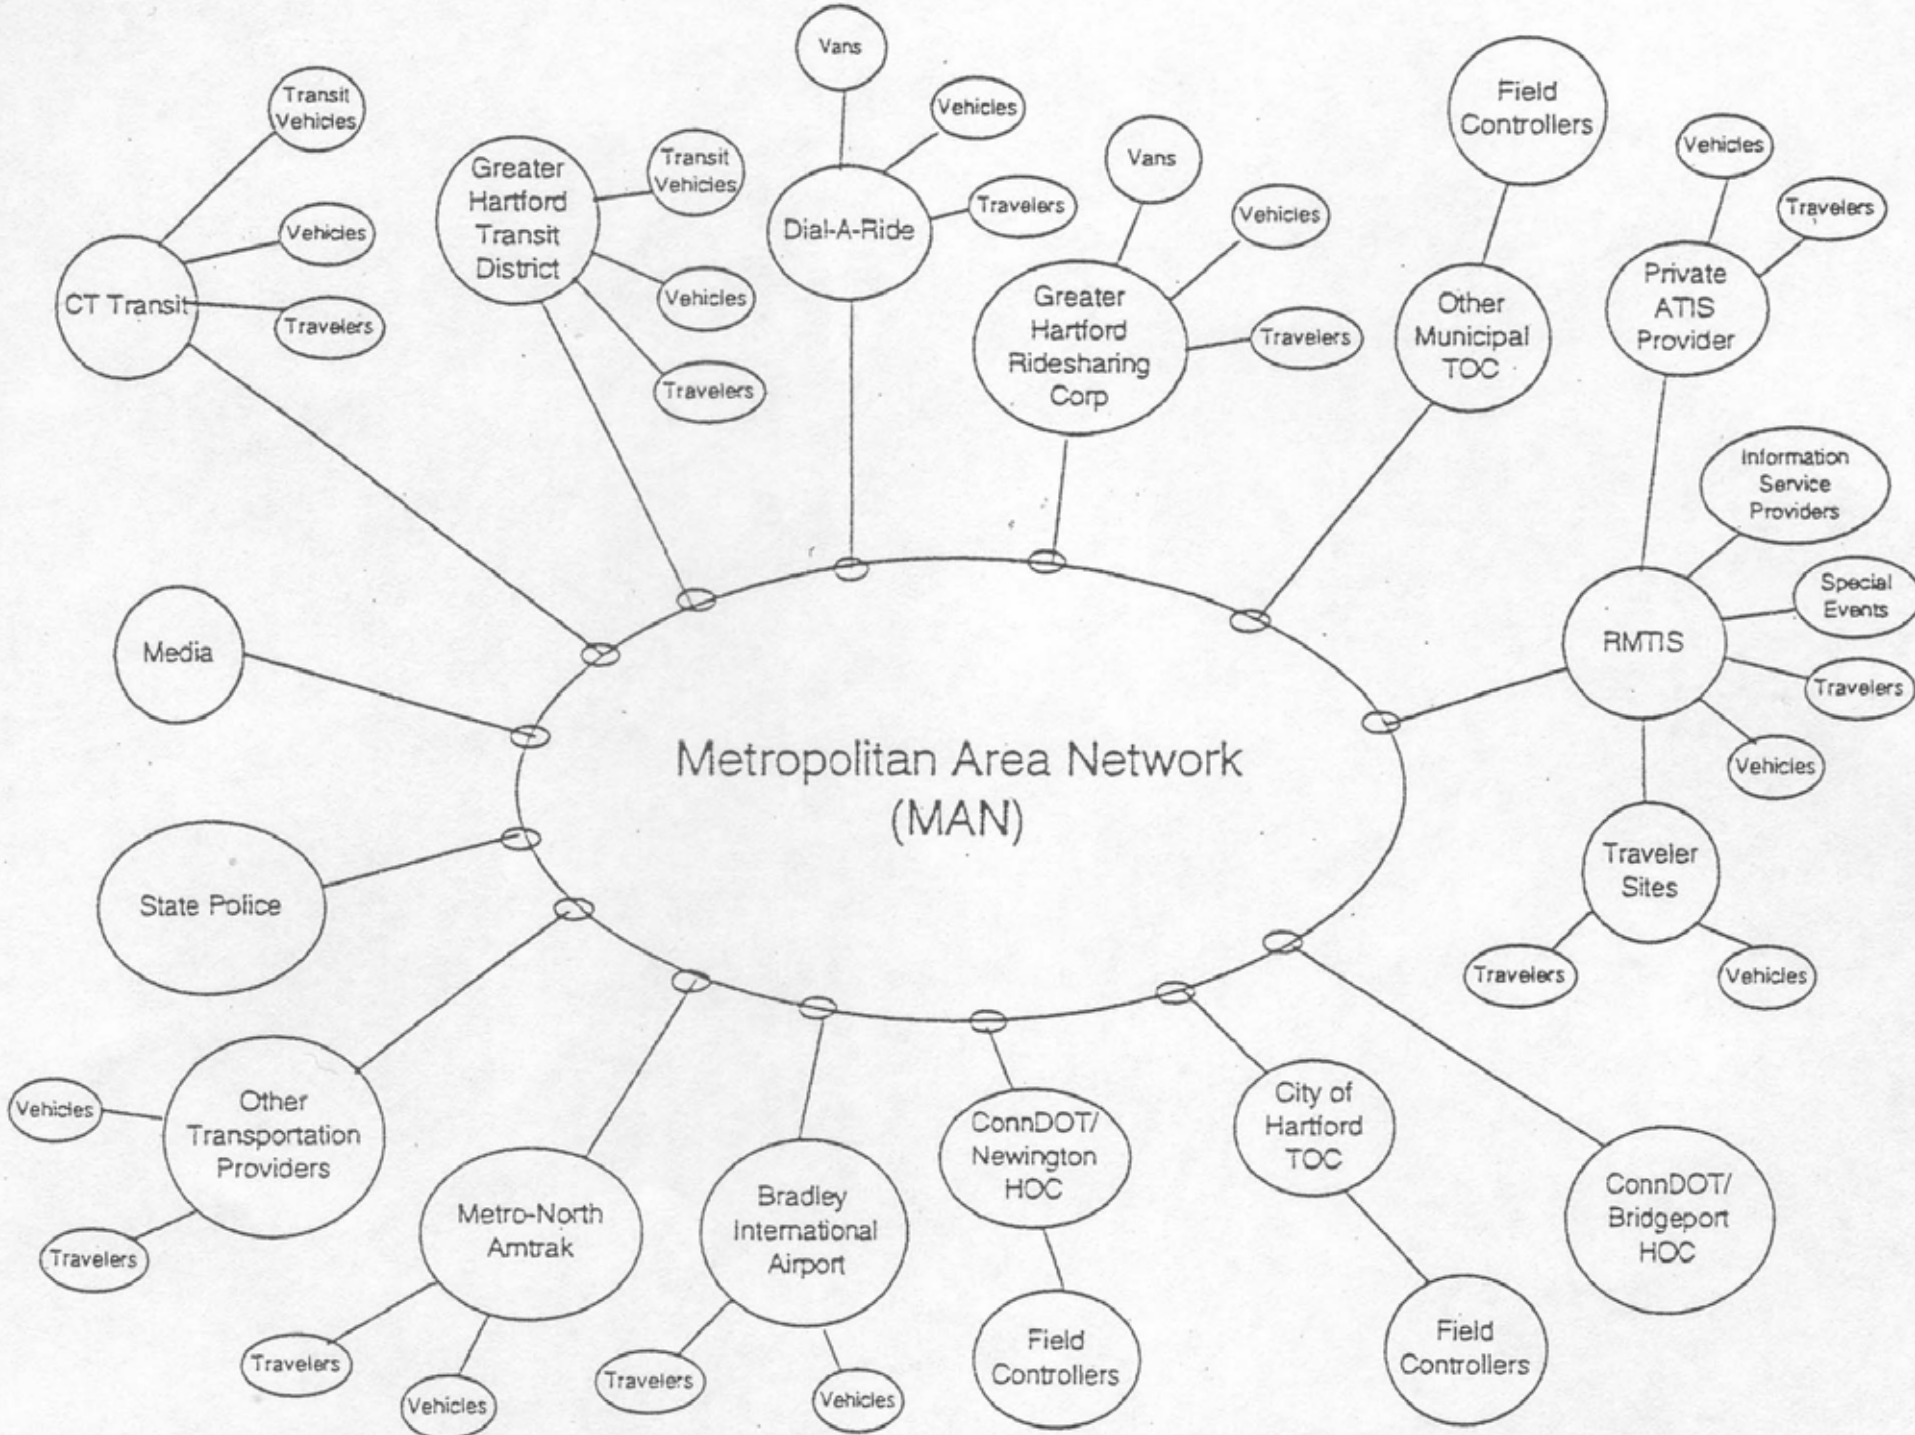 Vans
Transit
Vehicles
Vehicles
Travelers
CT Transit
Greater
Hartford
Transit
District
Transit
Vehicles
Vehicles
Travelers
Vehicles
Travelers
Dial-A-Ride
Vans
Vehicles
Travelers
Greater
Hartford
Ridesharing
Corp
Field
Controllers
Other
Municipal
TOC
Vehicles
Travelers
Private
ATIS
Provider
Information
Service
Providers
Special
Events
RMTIS
Travelers
Vehicles
Traveler
Sites
Travelers
Vehicles
Media
Metropolitan Area Network
(MAN)
State Police
Vehicles
Other
Transportation
Providers
Travelers
Metro-North
Amtrak
Travelers
Vehicles
Bradley
International
Airport
Travelers
Vehicles
ConnDOT/
Newington
HOC
Field
Controllers
City of
Hartford
TOC
Field
Controllers
ConnDOT/
Bridgeport
HOC